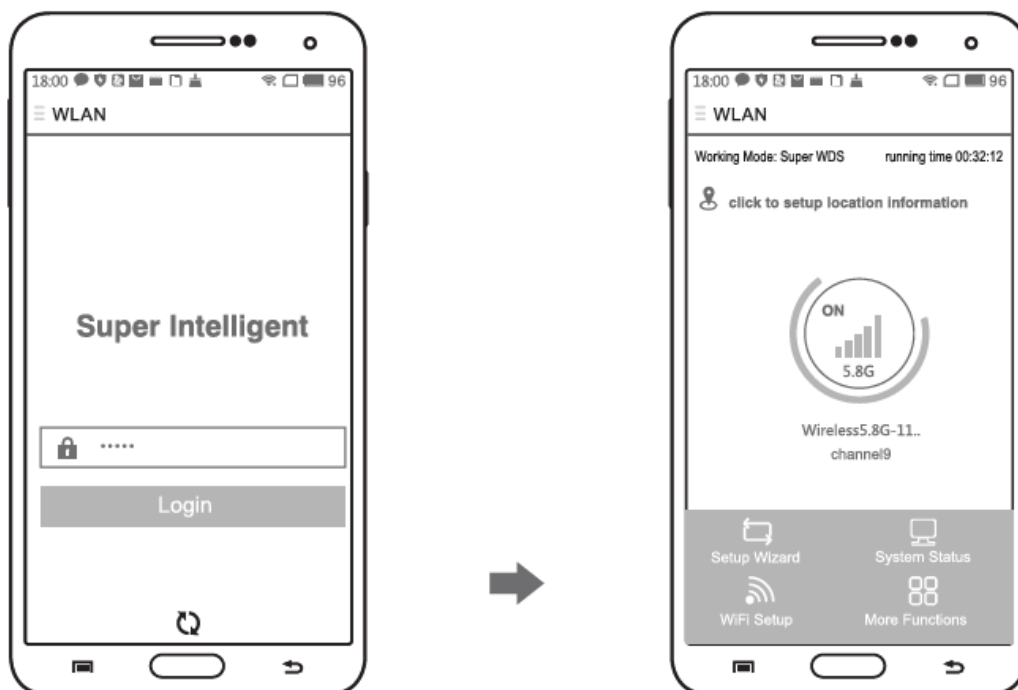 18:00 96
WLAN
Super Intelligent
•••••
Login
18:00 96
WLAN
Working Mode: Super WDS running time 00:32:12
click to setup location information
ON
5.8G
Wireless5.8G-11..
channel9
Setup Wizard System Status
WiFi Setup More Functions